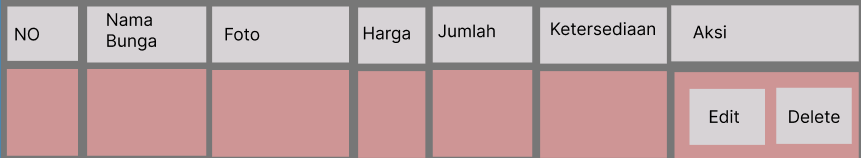 NO
Nama
Bunga
Foto
Harga
Jumlah
Ketersediaan
Aksi
Edit
Delete